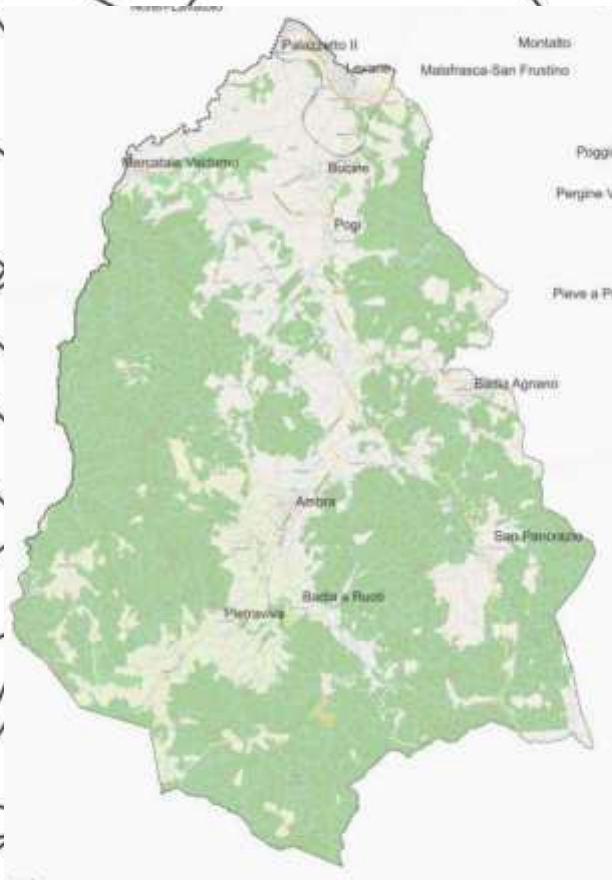 Palazzetto II
Montalto
Levane
Malafrasca-San Frustino
Mercatale Valdarno
Bucine
Poggi
Pergine V
Pogi
Pieve a P
Badia Agnano
Ambra
San Pancrazio
Badia a Ruoti
Pietraviva